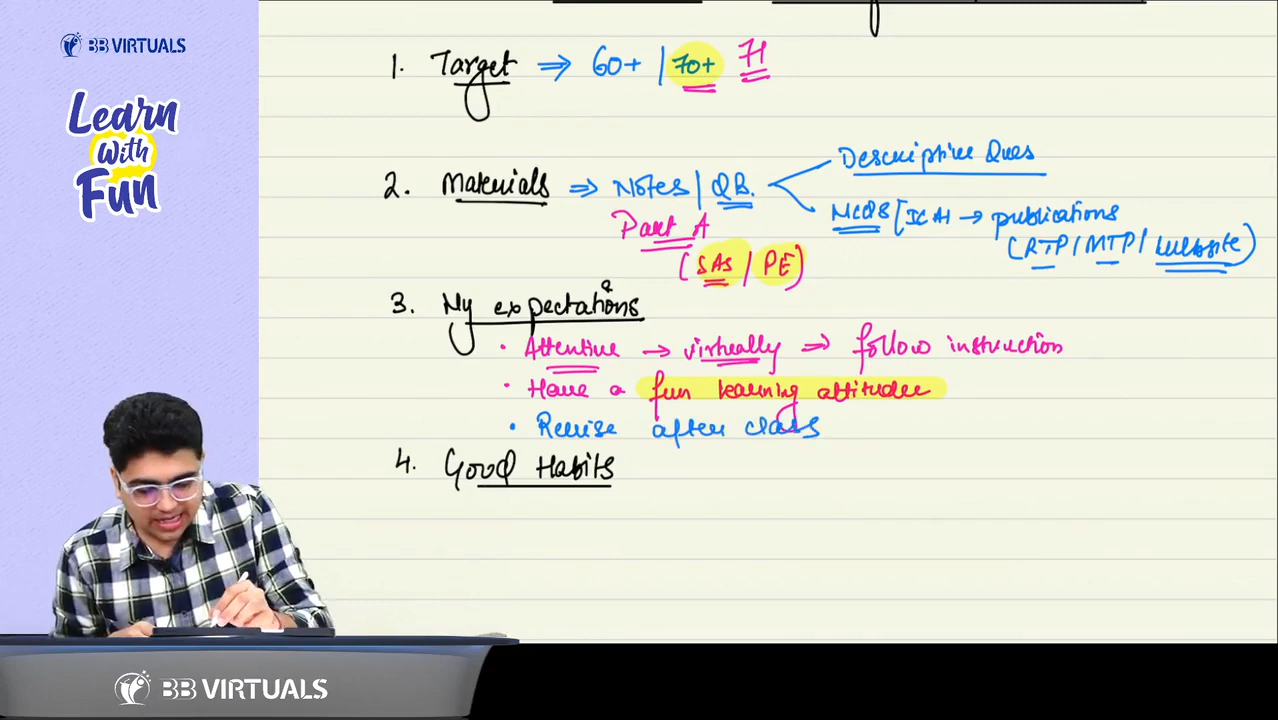 BB VIRTUALS
Learn
With
Fun
1. Target ⇒ 60+ | 70+ 71
2. Materials ⇒ Notes | QB.
Descriptive Ques
MCQs [ICAI → publications
(RTP/MTP/website)
Part A
(SAS / PE)
3. My expectations
• Attentive → virtually ⇒ follow instruction
• Have a fun learning attitude
• Revise after class
4. Good Habits
BB VIRTUALS